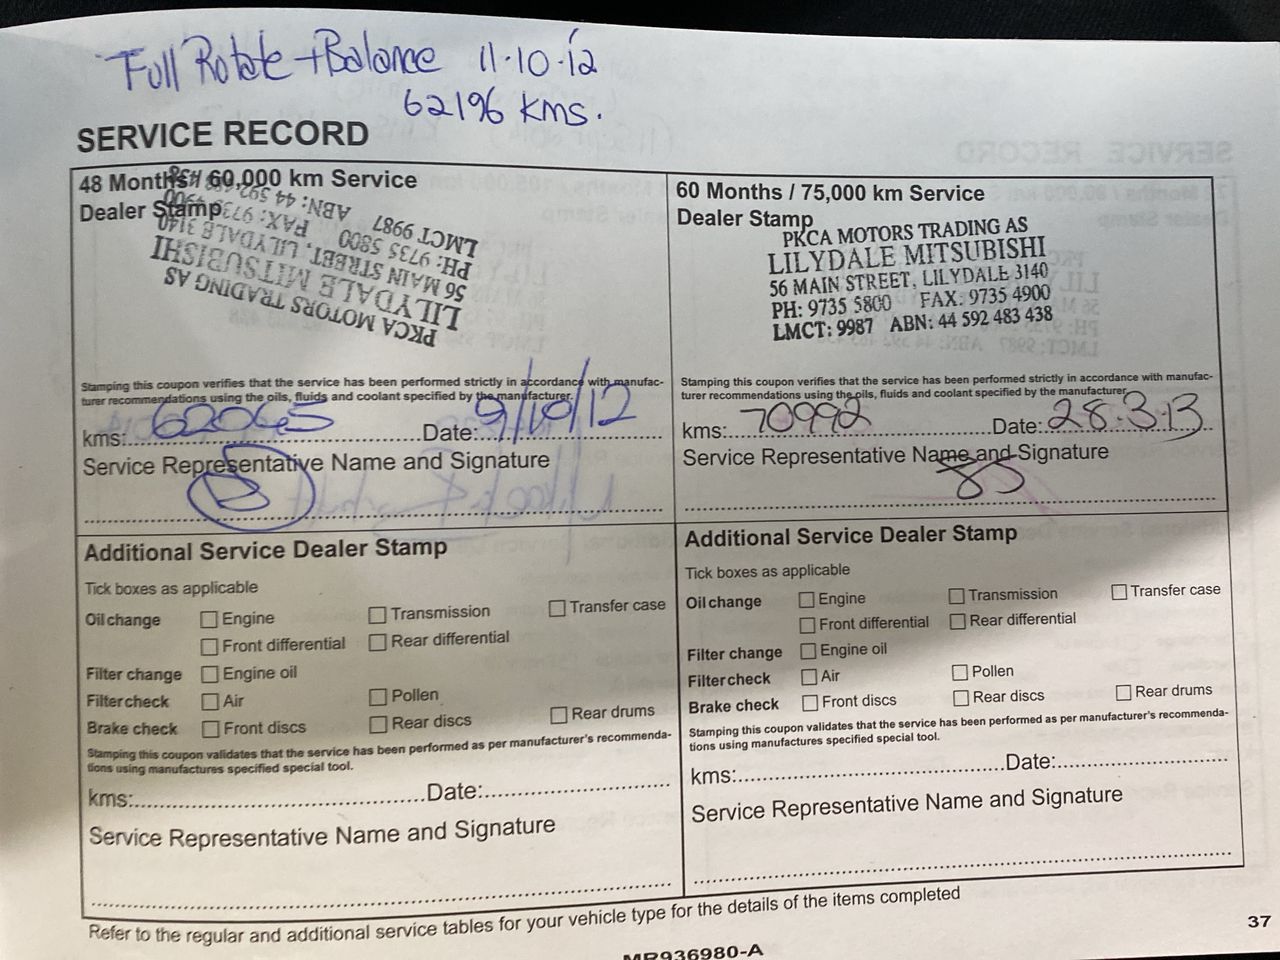 Full Rotate + Balance 11.10.12
62196 kms.
SERVICE RECORD
48 Months / 60,000 km Service
Dealer Stamp
PKCA MOTORS TRADING AS
LILYDALE MITSUBISHI
56 MAIN STREET, LILYDALE 3140
PH: 9735 5800 FAX: 9735 4900
LMCT 9987 ABN: 44 592 483 438
Stamping this coupon verifies that the service has been performed strictly in accordance with manufac-
turer recommendations using the oils, fluids and coolant specified by the manufacturer.
kms: 62065 Date: 9/10/12
Service Representative Name and Signature
Additional Service Dealer Stamp
Tick boxes as applicable
Oil change Engine Transmission Transfer case
Front differential Rear differential
Filter change Engine oil
Filter check Air Pollen
Brake check Front discs Rear discs Rear drums
Stamping this coupon validates that the service has been performed as per manufacturer's recommenda-
tions using manufactures specified special tool.
kms: Date:
Service Representative Name and Signature
60 Months / 75,000 km Service
Dealer Stamp
PKCA MOTORS TRADING AS
LILYDALE MITSUBISHI
56 MAIN STREET, LILYDALE 3140
PH: 9735 5800 FAX: 9735 4900
LMCT: 9987 ABN: 44 592 483 438
Stamping this coupon verifies that the service has been performed strictly in accordance with manufac-
turer recommendations using the oils, fluids and coolant specified by the manufacturer.
kms: 70992 Date: 28.3.13
Service Representative Name and Signature
Additional Service Dealer Stamp
Tick boxes as applicable
Oil change Engine Transmission Transfer case
Front differential Rear differential
Filter change Engine oil
Filter check Air Pollen
Brake check Front discs Rear discs Rear drums
Stamping this coupon validates that the service has been performed as per manufacturer's recommenda-
tions using manufactures specified special tool.
kms: Date:
Service Representative Name and Signature
Refer to the regular and additional service tables for your vehicle type for the details of the items completed
37
MR936980-A